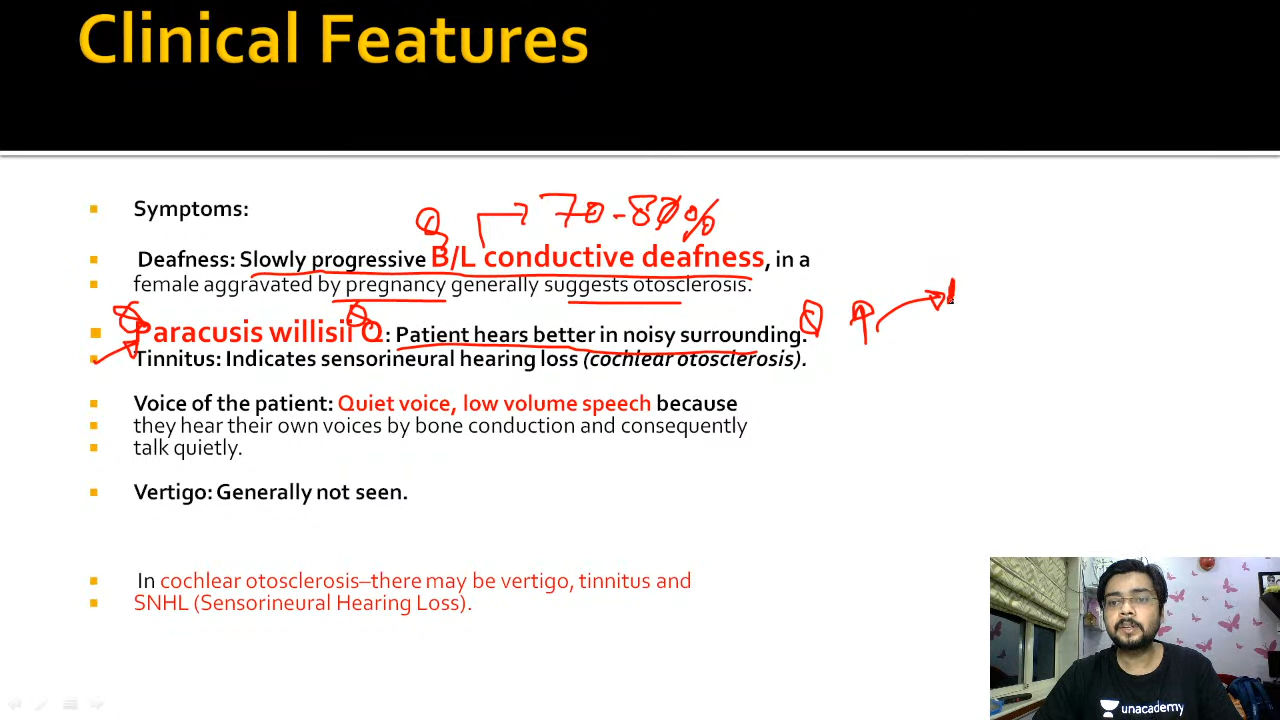 Clinical Features
Symptoms:
70-80%
Q
Deafness: Slowly progressive B/L conductive deafness, in a
female aggravated by pregnancy generally suggests otosclerosis.
Paracusis willisii Q: Patient hears better in noisy surrounding.
Tinnitus: Indicates sensorineural hearing loss (cochlear otosclerosis).
Voice of the patient: Quiet voice, low volume speech because
they hear their own voices by bone conduction and consequently
talk quietly.
Vertigo: Generally not seen.
In cochlear otosclerosis–there may be vertigo, tinnitus and
SNHL (Sensorineural Hearing Loss).
unacademy